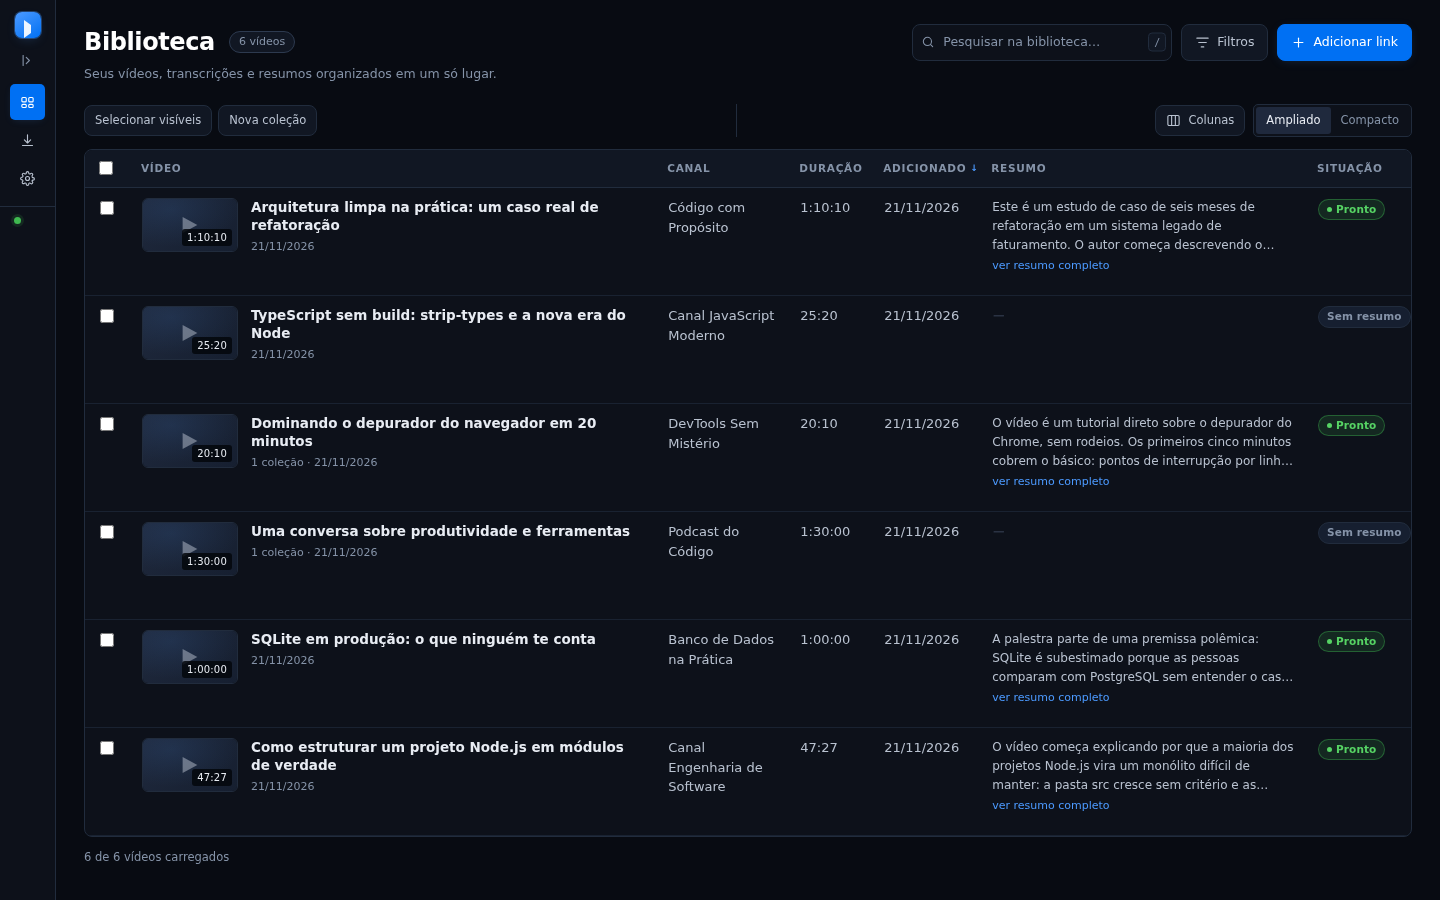 Biblioteca
6 vídeos
Pesquisar na biblioteca...
/
Filtros
Adicionar link
Seus vídeos, transcrições e resumos organizados em um só lugar.
Selecionar visíveis
Nova coleção
Colunas
Ampliado
Compacto
VÍDEO
CANAL
DURAÇÃO
ADICIONADO ↓
RESUMO
SITUAÇÃO
1:10:10
Arquitetura limpa na prática: um caso real de
refatoração
21/11/2026
Código com
Propósito
1:10:10
21/11/2026
Este é um estudo de caso de seis meses de
refatoração em um sistema legado de
faturamento. O autor começa descrevendo o…
ver resumo completo
Pronto
25:20
TypeScript sem build: strip-types e a nova era do
Node
21/11/2026
Canal JavaScript
Moderno
25:20
21/11/2026
—
Sem resumo
20:10
Dominando o depurador do navegador em 20
minutos
1 coleção · 21/11/2026
DevTools Sem
Mistério
20:10
21/11/2026
O vídeo é um tutorial direto sobre o depurador do
Chrome, sem rodeios. Os primeiros cinco minutos
cobrem o básico: pontos de interrupção por linh…
ver resumo completo
Pronto
1:30:00
Uma conversa sobre produtividade e ferramentas
1 coleção · 21/11/2026
Podcast do
Código
1:30:00
21/11/2026
—
Sem resumo
1:00:00
SQLite em produção: o que ninguém te conta
21/11/2026
Banco de Dados
na Prática
1:00:00
21/11/2026
A palestra parte de uma premissa polêmica:
SQLite é subestimado porque as pessoas
comparam com PostgreSQL sem entender o cas…
ver resumo completo
Pronto
47:27
Como estruturar um projeto Node.js em módulos
de verdade
21/11/2026
Canal
Engenharia de
Software
47:27
21/11/2026
O vídeo começa explicando por que a maioria dos
projetos Node.js vira um monólito difícil de
manter: a pasta src cresce sem critério e as…
ver resumo completo
Pronto
6 de 6 vídeos carregados